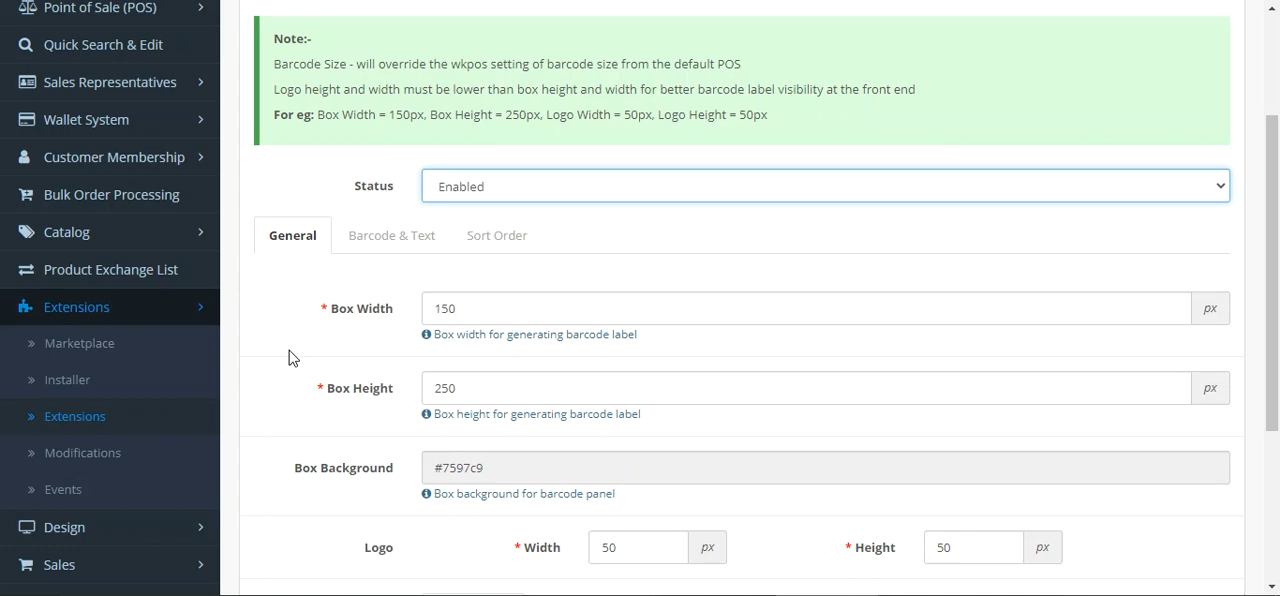 Point of Sale (POS)
Quick Search & Edit
Sales Representatives
Wallet System
Customer Membership
Bulk Order Processing
Catalog
Product Exchange List
Extensions
Marketplace
Installer
Extensions
Modifications
Events
Design
Sales
Note:-
Barcode Size - will override the wkpos setting of barcode size from the default POS
Logo height and width must be lower than box height and width for better barcode label visibility at the front end
For eg: Box Width = 150px, Box Height = 250px, Logo Width = 50px, Logo Height = 50px
Status Enabled
General Barcode & Text Sort Order
* Box Width 150 px
Box width for generating barcode label
* Box Height 250 px
Box height for generating barcode label
Box Background #7597c9
Box background for barcode panel
Logo * Width 50 px * Height 50 px